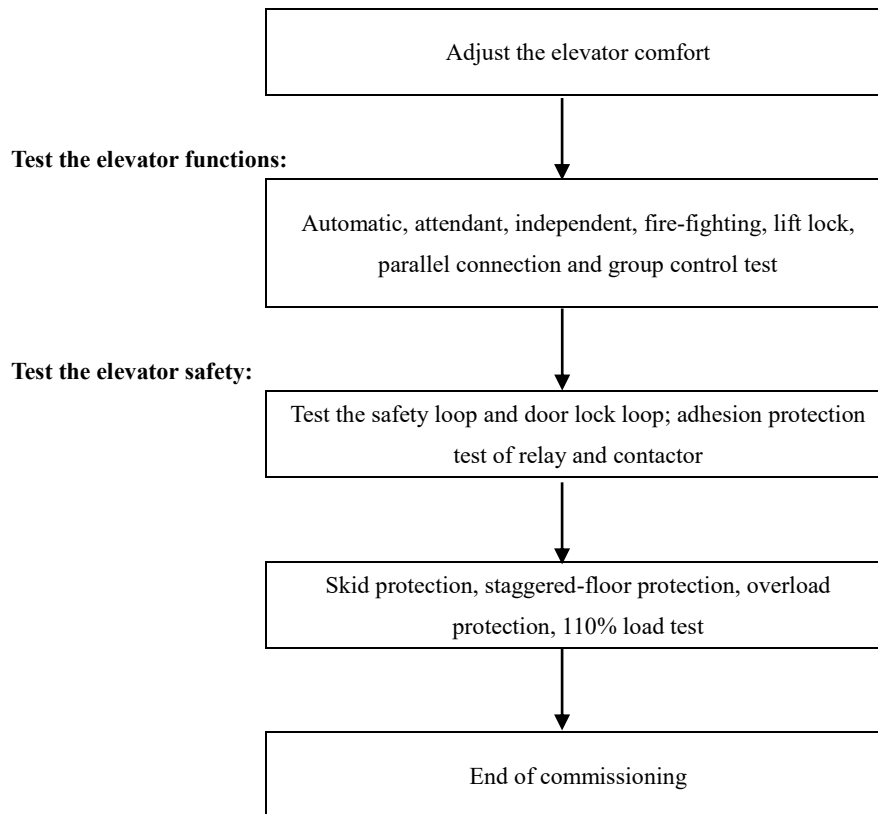 Adjust the elevator comfort
Test the elevator functions:
Automatic, attendant, independent, fire-fighting, lift lock,
parallel connection and group control test
Test the elevator safety:
Test the safety loop and door lock loop; adhesion protection
test of relay and contactor
Skid protection, staggered-floor protection, overload
protection, 110% load test
End of commissioning